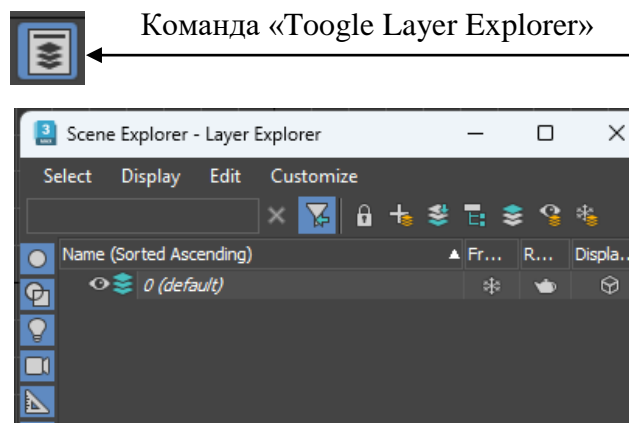 Команда «Toogle Layer Explorer»
3
Scene Explorer - Layer Explorer
Select Display Edit Customize
Name (Sorted Ascending) Fr... R... Displa...
0 (default)